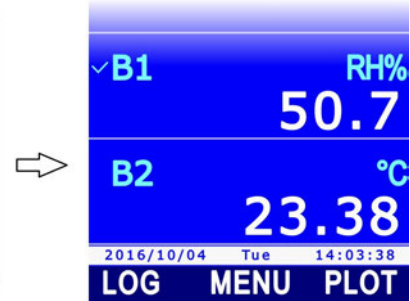 ✓B1 RH%
50.7
B2 °C
23.38
2016/10/04 Tue 14:03:38
LOG MENU PLOT